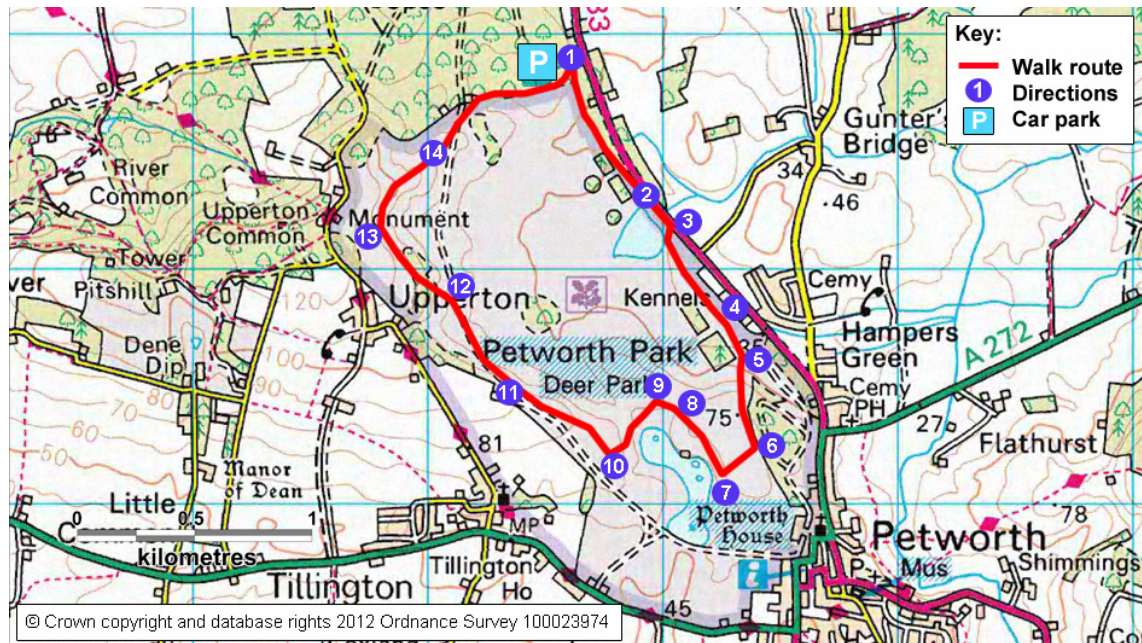 Key:
Walk route
1 Directions
P Car park
33
P
1
2
3
4
5
6
7
8
9
10
11
12
13
14
Gunter's
Bridge
34
46
River
Common
Upperton
Common
Monument
Tower
Pitshill
120
Upperton
Kennels
Cemy
Hampers
Green
A 272
Dene
Dip
100
90
80
70
60
50
Petworth Park
Deer Park
35
75
Cemy
PH
27
Flathurst
81
Manor
of Dean
Little
0 0.5 1
kilometres
MP
Tillington
Ho
Tillington
Petworth
House
Petworth
Mus
P
i
78
Shimmings
45
© Crown copyright and database rights 2012 Ordnance Survey 100023974